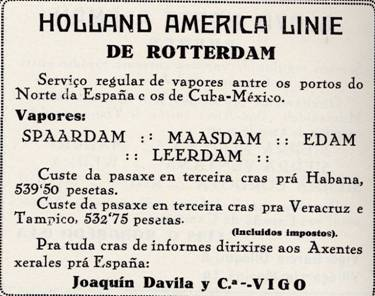 HOLLAND AMERICA LINIE
DE ROTTERDAM
Serviço regular de vapores antre os portos do
Norte da España e os de Cuba-México.
Vapores:
SPAARDAM :: MAASDAM :: EDAM
:: LEERDAM ::
Custe da pasaxe en terceira cras prá Habana,
539'50 pesetas.
Custe da pasaxe en terceira cras pra Veracruz e
Tampico, 532'75 pesetas.
(Incluidos impostos).
Pra tuda cras de informes dirixirse aos Axentes
xerales prá España:
Joaquín Davila y C.ª--VIGO